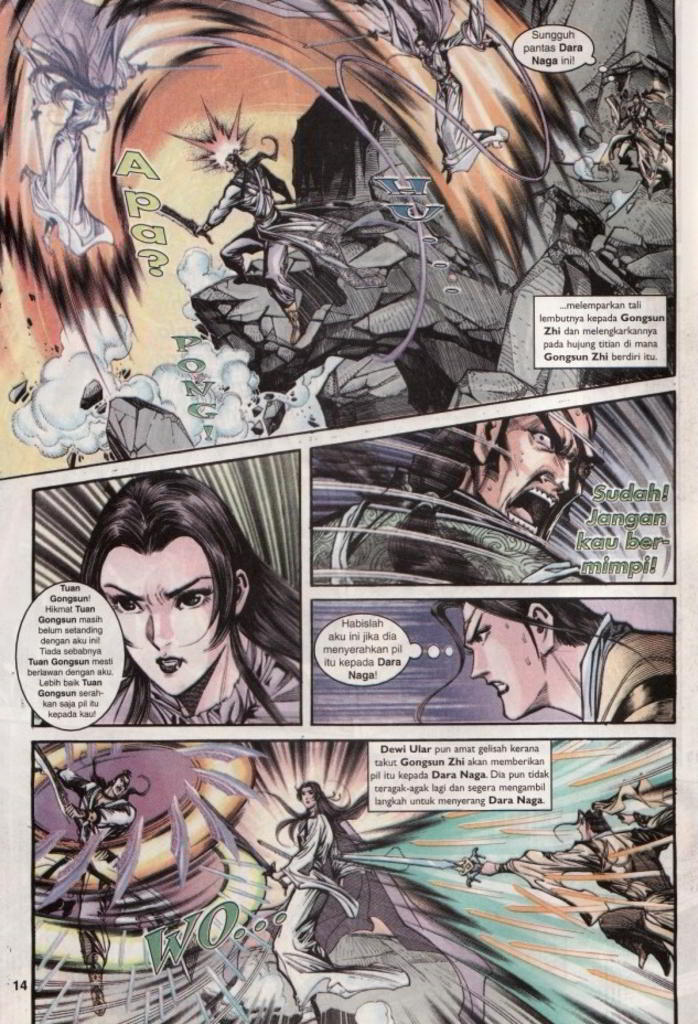 Sungguh
pantas Dara
Naga ini!
Apa?
HU...
...melemparkan tali
lembutnya kepada Gongsun
Zhi dan melengkarkannya
pada hujung titian di mana
Gongsun Zhi berdiri itu.
PONG!
Sudah!
Jangan
kau ber-
mimpi!
Tuan
Gongsun!
Hikmat Tuan
Gongsun masih
belum setanding
dengan aku ini!
Tiada sebabnya
Tuan Gongsun mesti
berlawan dengan aku.
Lebih baik Tuan
Gongsun serah-
kan saja pil itu
kepada kau!
Habislah
aku ini jika dia
menyerahkan pil
itu kepada Dara
Naga!
Dewi Ular pun amat gelisah kerana
takut Gongsun Zhi akan memberikan
pil itu kepada Dara Naga. Dia pun tidak
teragak-agak lagi dan segera mengambil
langkah untuk menyerang Dara Naga.
WO...
14